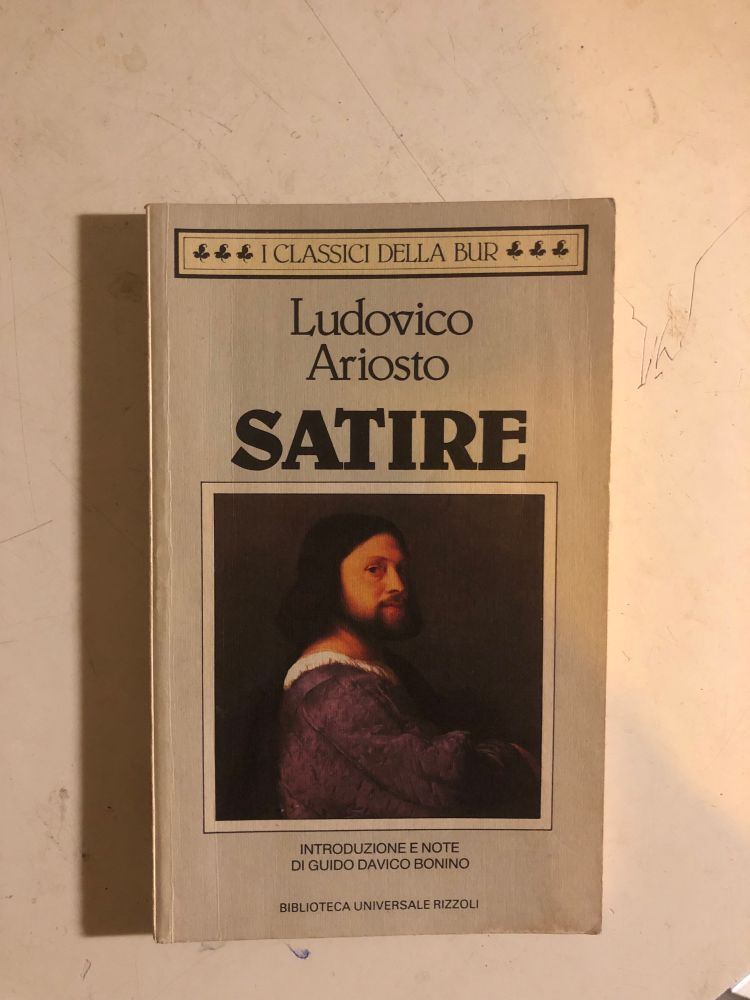 I CLASSICI DELLA BUR
Ludovico
Ariosto
SATIRE
INTRODUZIONE E NOTE
DI GUIDO DAVICO BONINO
BIBLIOTECA UNIVERSALE RIZZOLI